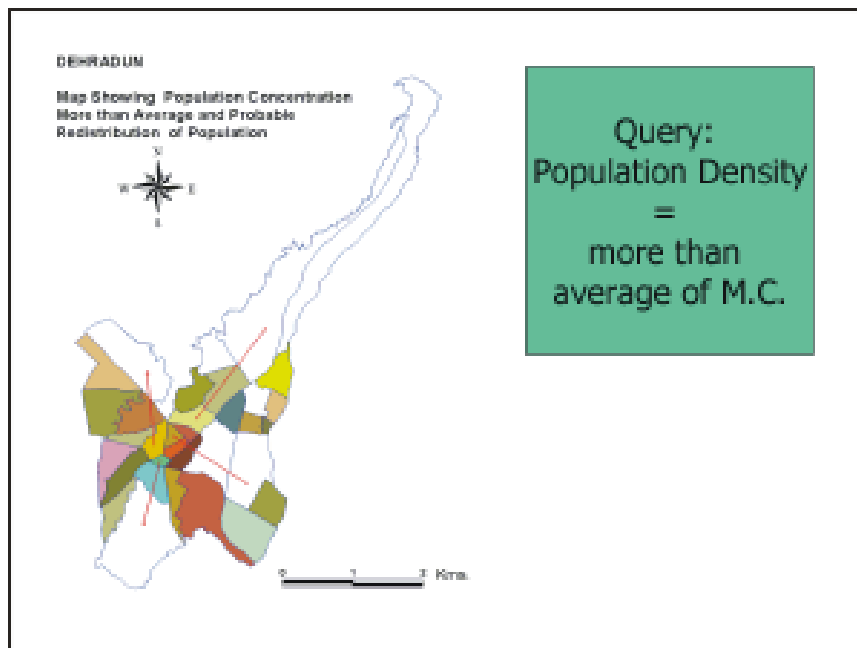 DEHRADUN
Map Showing Population Concentration
More than Average and Probable
Redistribution of Population
N
W E
S
Query:
Population Density
=
more than
average of M.C.
0 1 2 Kms.